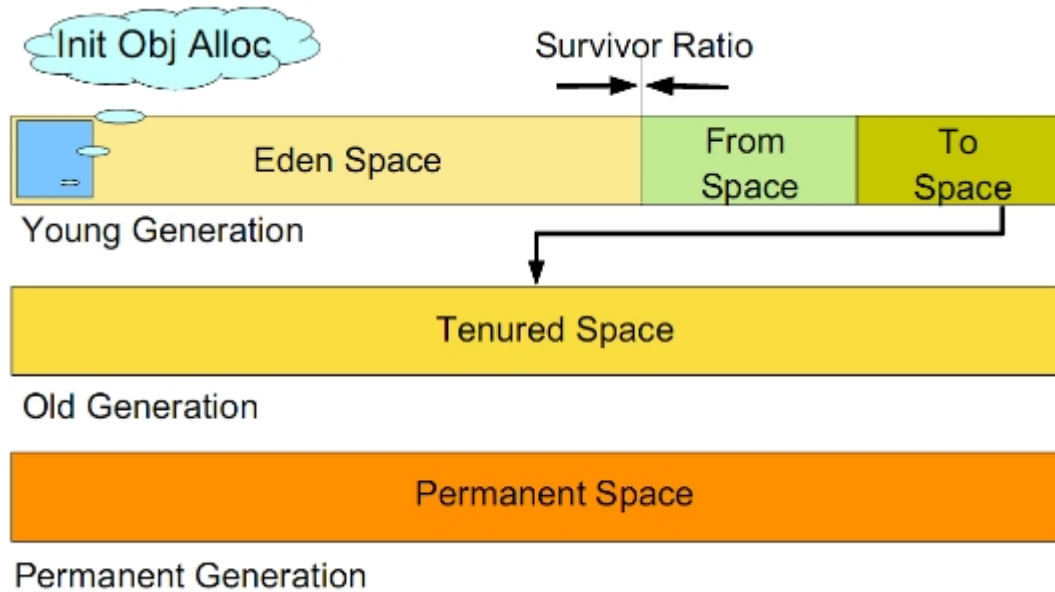 Init Obj Alloc
Survivor Ratio
Eden Space
From
Space
To
Space
Young Generation
Tenured Space
Old Generation
Permanent Space
Permanent Generation